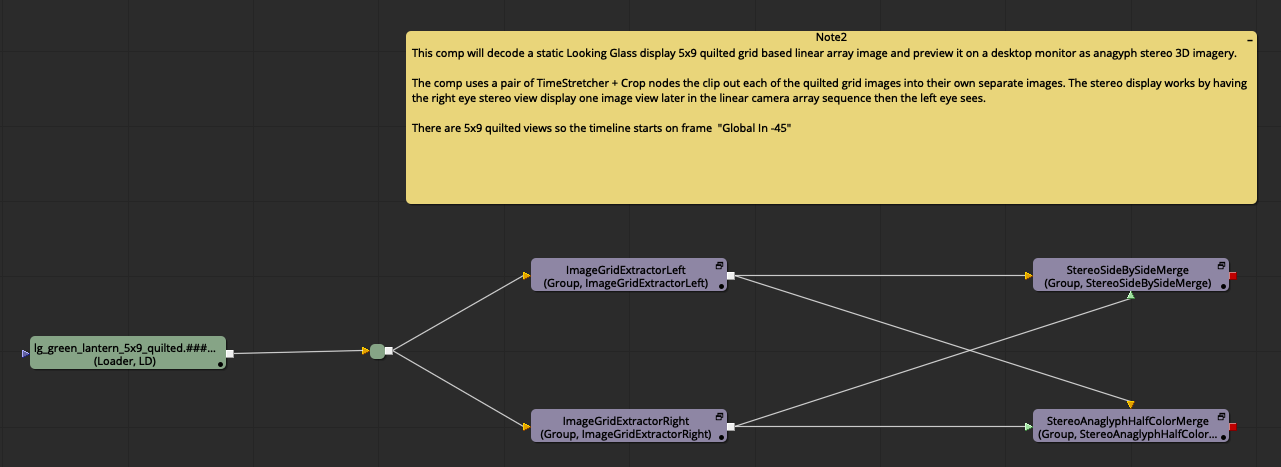 Note2
This comp will decode a static Looking Glass display 5x9 quilted grid based linear array image and preview it on a desktop monitor as anagyph stereo 3D imagery.
The comp uses a pair of TimeStretcher + Crop nodes the clip out each of the quilted grid images into their own separate images. The stereo display works by having
the right eye stereo view display one image view later in the linear camera array sequence then the left eye sees.
There are 5x9 quilted views so the timeline starts on frame  "Global In -45"
ImageGridExtractorLeft
(Group, ImageGridExtractorLeft)
StereoSideBySideMerge
(Group, StereoSideBySideMerge)
lg_green_lantern_5x9_quilted.###...
(Loader, LD)
ImageGridExtractorRight
(Group, ImageGridExtractorRight)
StereoAnaglyphHalfColorMerge
(Group, StereoAnaglyphHalfColor...